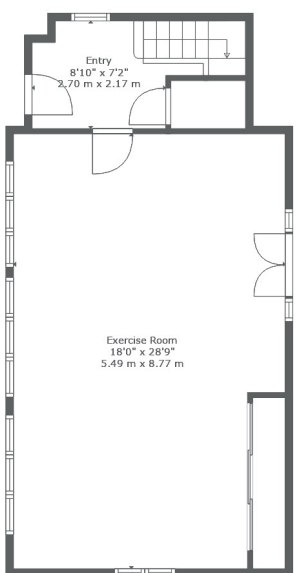 Entry
8'10" x 7'2"
2.70 m x 2.17 m
Exercise Room
18'0" x 28'9"
5.49 m x 8.77 m